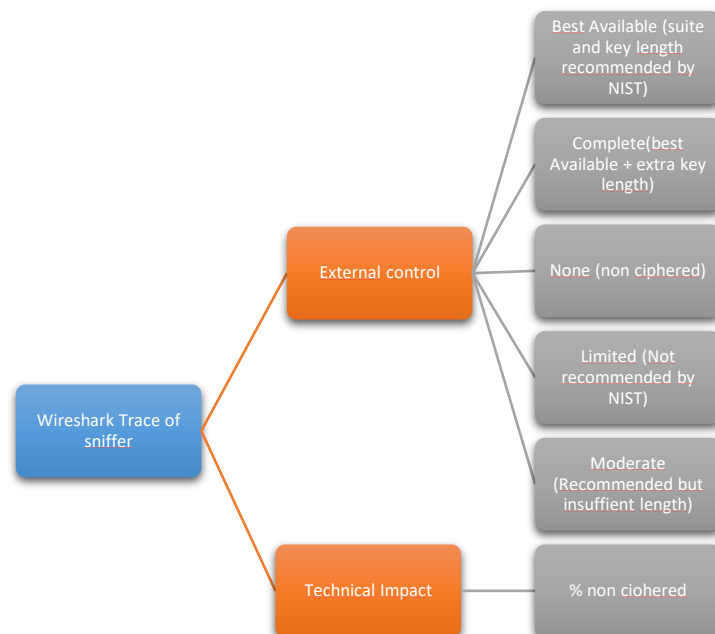 Best Available (suite
and key length
recommended by
NIST)
Complete(best
Available + extra key
length)
External control
None (non ciphered)
Limited (Not
recommended by
NIST)
Wireshark Trace of
sniffer
Moderate
(Recommended but
insuffient length)
Technical Impact
% non ciohered